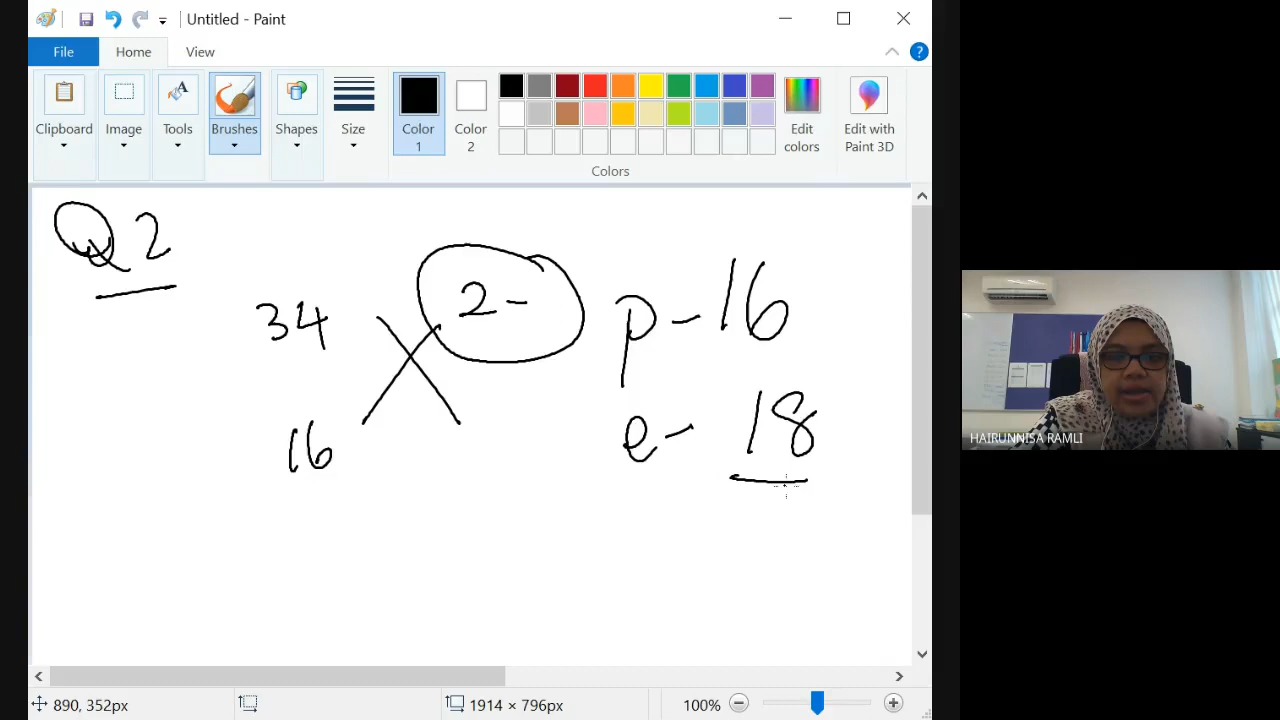 Untitled - Paint
File Home View
Clipboard Image Tools Brushes Shapes Size Color 1 Color 2 Edit colors Edit with Paint 3D
Colors
Q2
34 X 2- p-16
16 e- 18
HAIRUNNISA RAMLI
890, 352px 1914 × 796px 100%